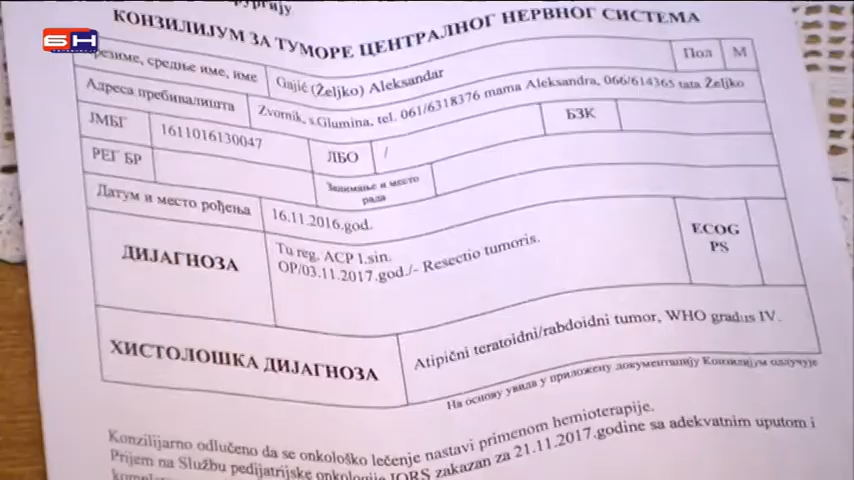 КОНЗИЛИЈУМ ЗА ТУМОРЕ ЦЕНТРАЛНОГ НЕРВНОГ СИСТЕМА
БН
Презиме, средње име, име
Gajić (Željko) Aleksandar
Пол
М
Адреса пребивалишта
Zvornik, s.Glumina, tel. 061/6318376 mama Aleksandra, 066/614365 tata Željko
ЈМБГ
1611016130047
ЛБО
/
БЗК
РЕГ БР
Занимање и место
рада
Датум и место рођења
16.11.2016.god.
ДИЈАГНОЗА
Tu reg. ACP l.sin.
OP/03.11.2017.god./- Resectio tumoris.
ECOG
PS
ХИСТОЛОШКА ДИЈАГНОЗА
Atipični teratoidni/rabdoidni tumor, WHO gradus IV.
На основу увида у приложену документацију Конзилијум одлучује
Konzilijarno odlučeno da se onkološko lečenje nastavi primenom hemioterapije.
Prijem na Službu pedijatrijske onkologije IORS zakazan za 21.11.2017.godine sa adekvatnim uputom i